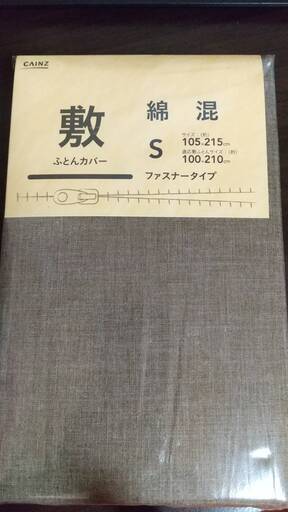 CAINZ
敷
ふとんカバー
綿 混
S
サイズ:(約)
105×215cm
適応敷ふとんサイズ:(約)
100×210cm
ファスナータイプ